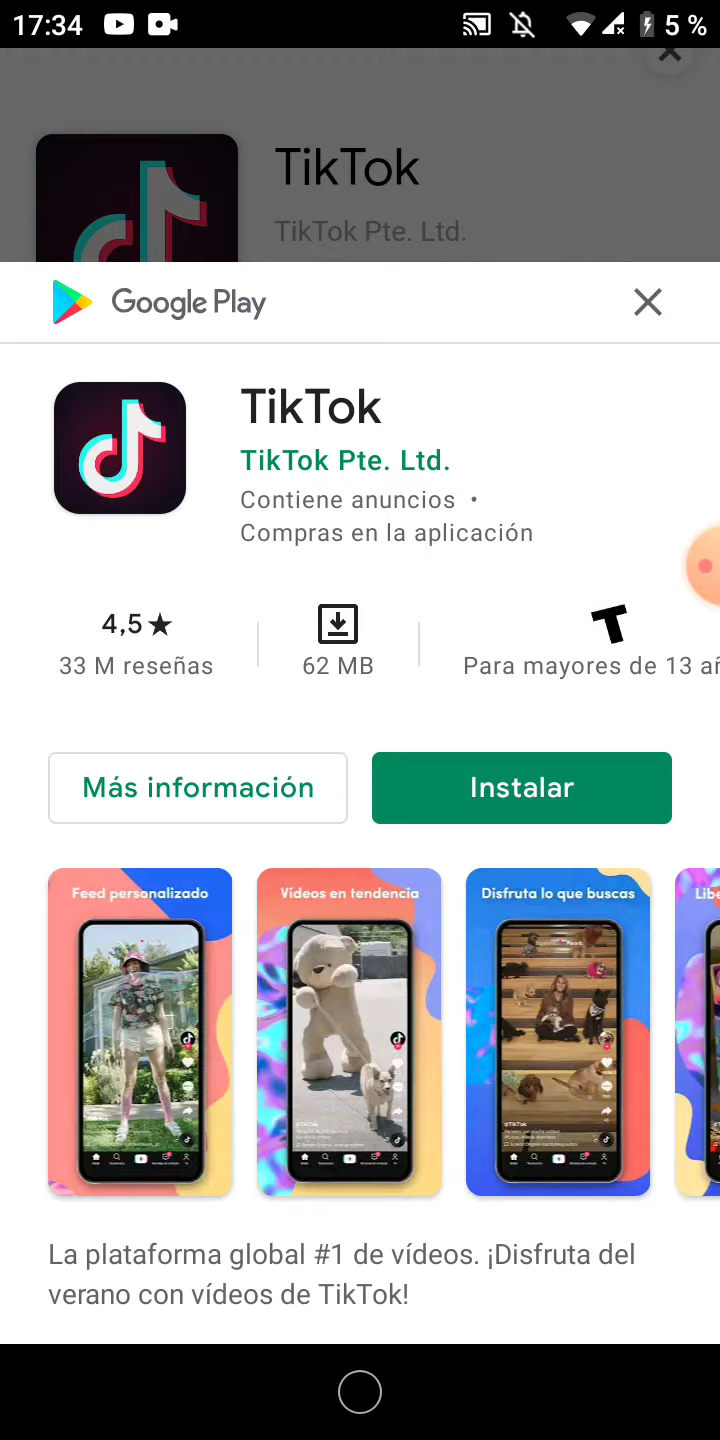 17:34
5 %
TikTok
TikTok Pte. Ltd.
Google Play
TikTok
TikTok Pte. Ltd.
Contiene anuncios •
Compras en la aplicación
4,5★
33 M reseñas
62 MB
T
Para mayores de 13 añ
Más información
Instalar
Feed personalizado
Vídeos en tendencia
Disfruta lo que buscas
Libe
La plataforma global #1 de vídeos. ¡Disfruta del
verano con vídeos de TikTok!